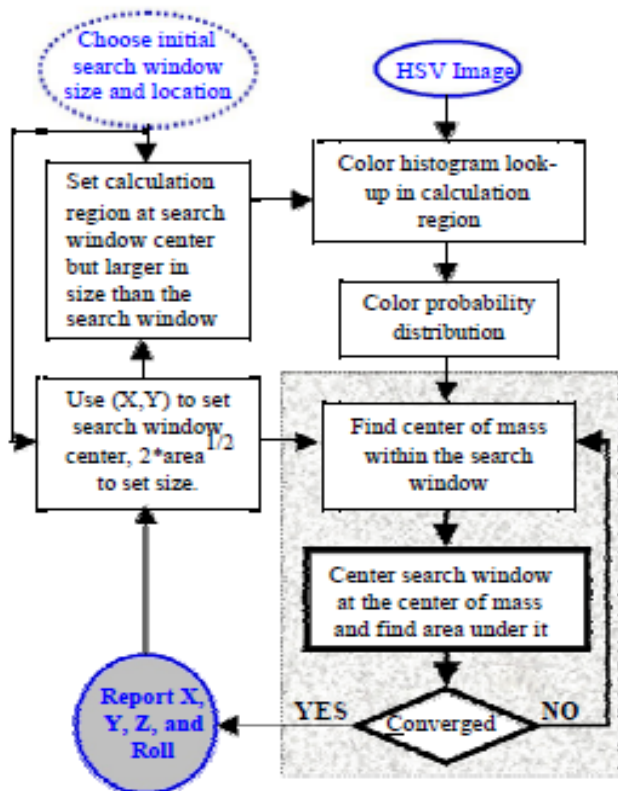 Choose initial
search window
size and location
HSV Image
Set calculation
region at search
window center
but larger in
size than the
search window
Color histogram look-
up in calculation
region
Color probability
distribution
Use (X,Y) to set
search window
center, 2*area1/2
to set size.
Find center of mass
within the search
window
Center search window
at the center of mass
and find area under it
Report X,
Y, Z, and
Roll
YES
Converged
NO